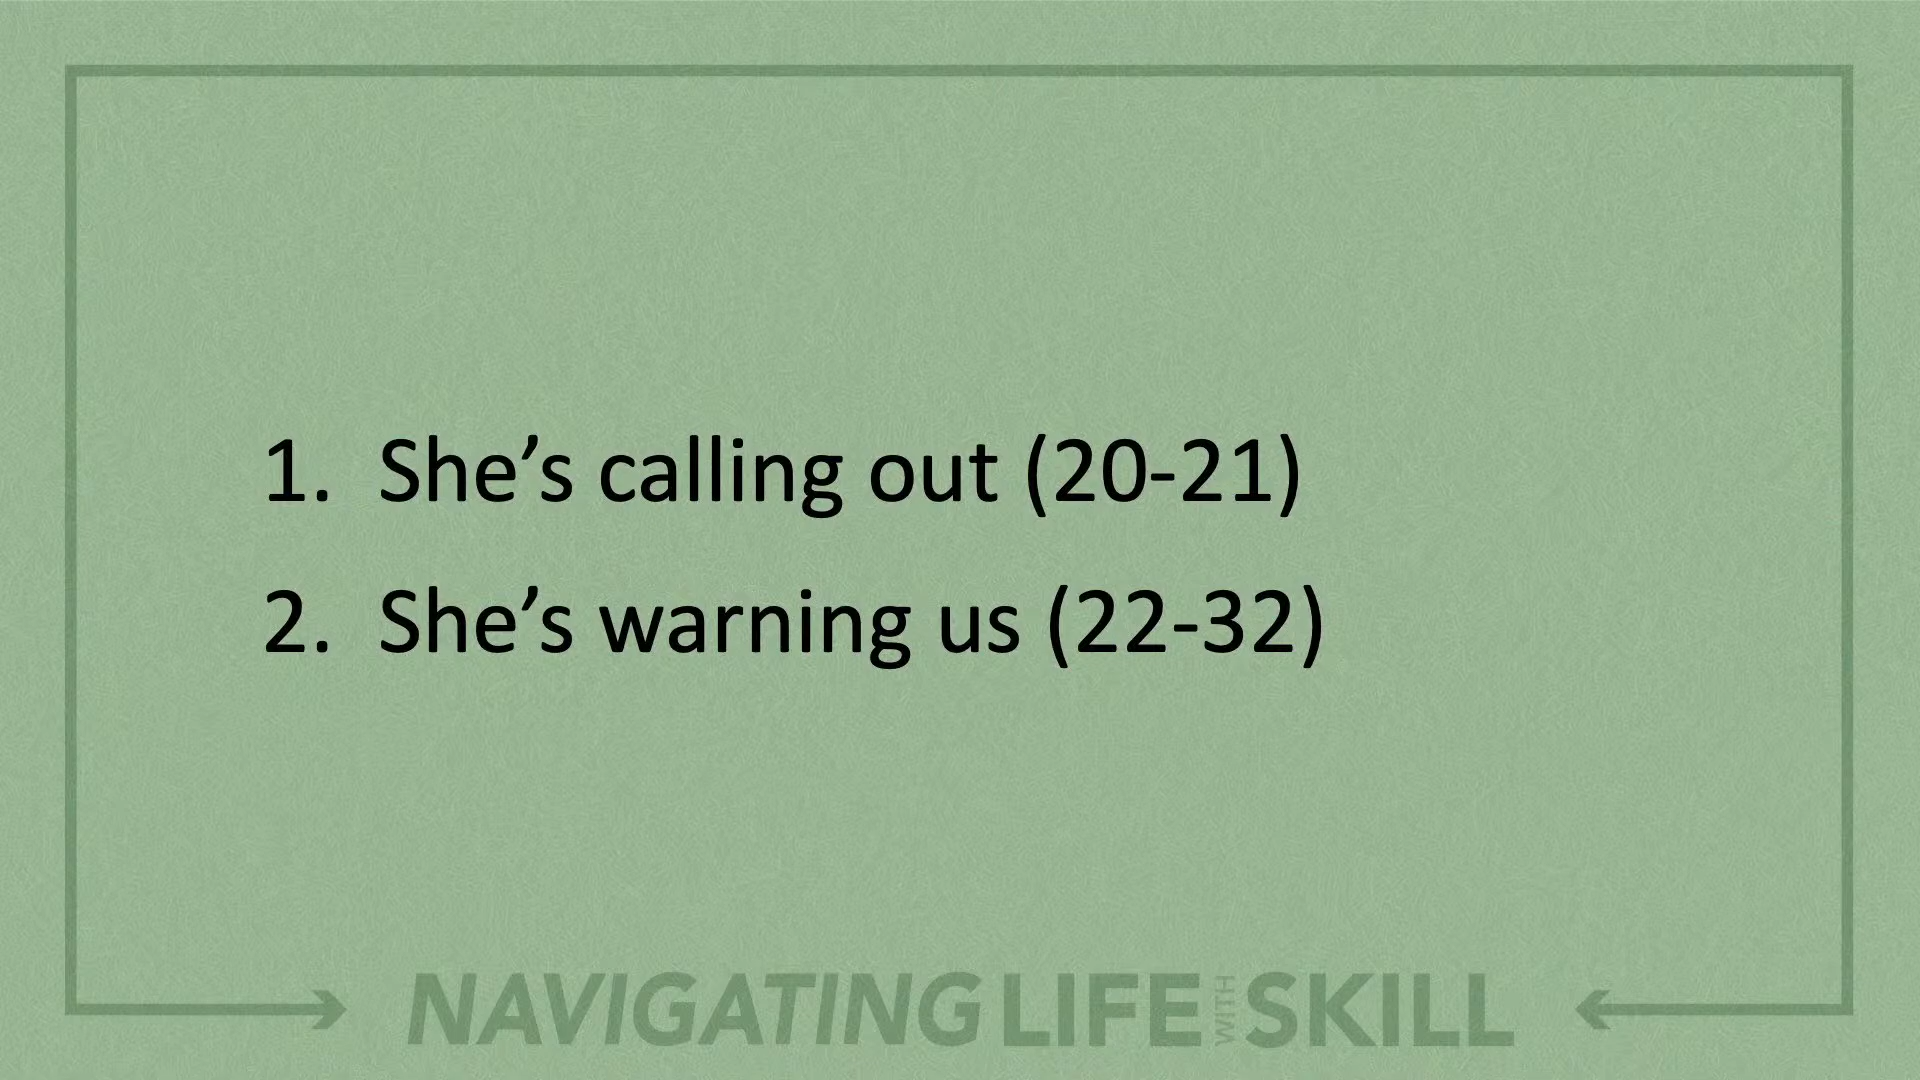 1. She’s calling out (20-21)
2. She’s warning us (22-32)
NAVIGATING LIFE WITH SKILL